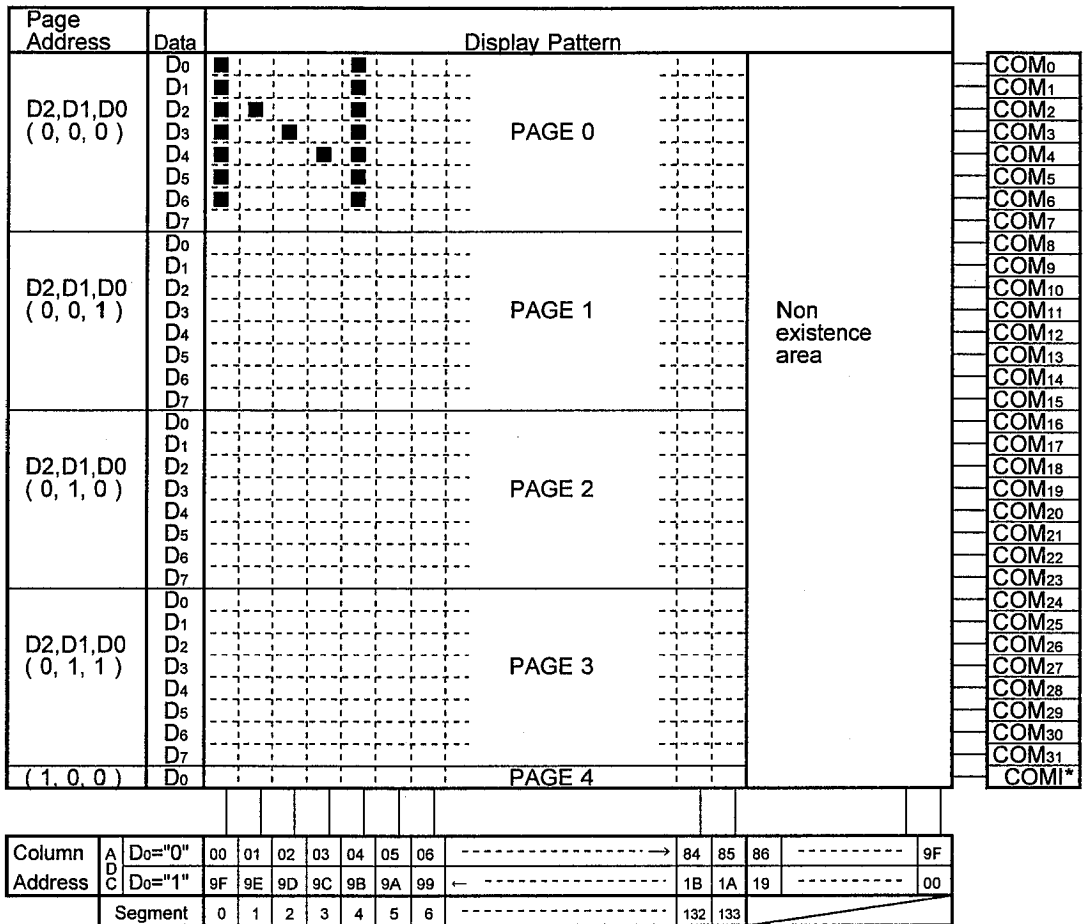 Page Address Data Display Pattern
D2,D1,D0 ( 0, 0, 0 )
D0
D1
D2
D3
D4
D5
D6
D7
PAGE 0
D2,D1,D0 ( 0, 0, 1 )
D0
D1
D2
D3
D4
D5
D6
D7
PAGE 1
Non existence area
D2,D1,D0 ( 0, 1, 0 )
D0
D1
D2
D3
D4
D5
D6
D7
PAGE 2
D2,D1,D0 ( 0, 1, 1 )
D0
D1
D2
D3
D4
D5
D6
D7
PAGE 3
( 1, 0, 0 ) D0 PAGE 4
COM0
COM1
COM2
COM3
COM4
COM5
COM6
COM7
COM8
COM9
COM10
COM11
COM12
COM13
COM14
COM15
COM16
COM17
COM18
COM19
COM20
COM21
COM22
COM23
COM24
COM25
COM26
COM27
COM28
COM29
COM30
COM31
COMI*
Column Address ADC
D0="0" 00 01 02 03 04 05 06 → 84 85 86 9F
D0="1" 9F 9E 9D 9C 9B 9A 99 ← 1B 1A 19 00
Segment 0 1 2 3 4 5 6 132 133